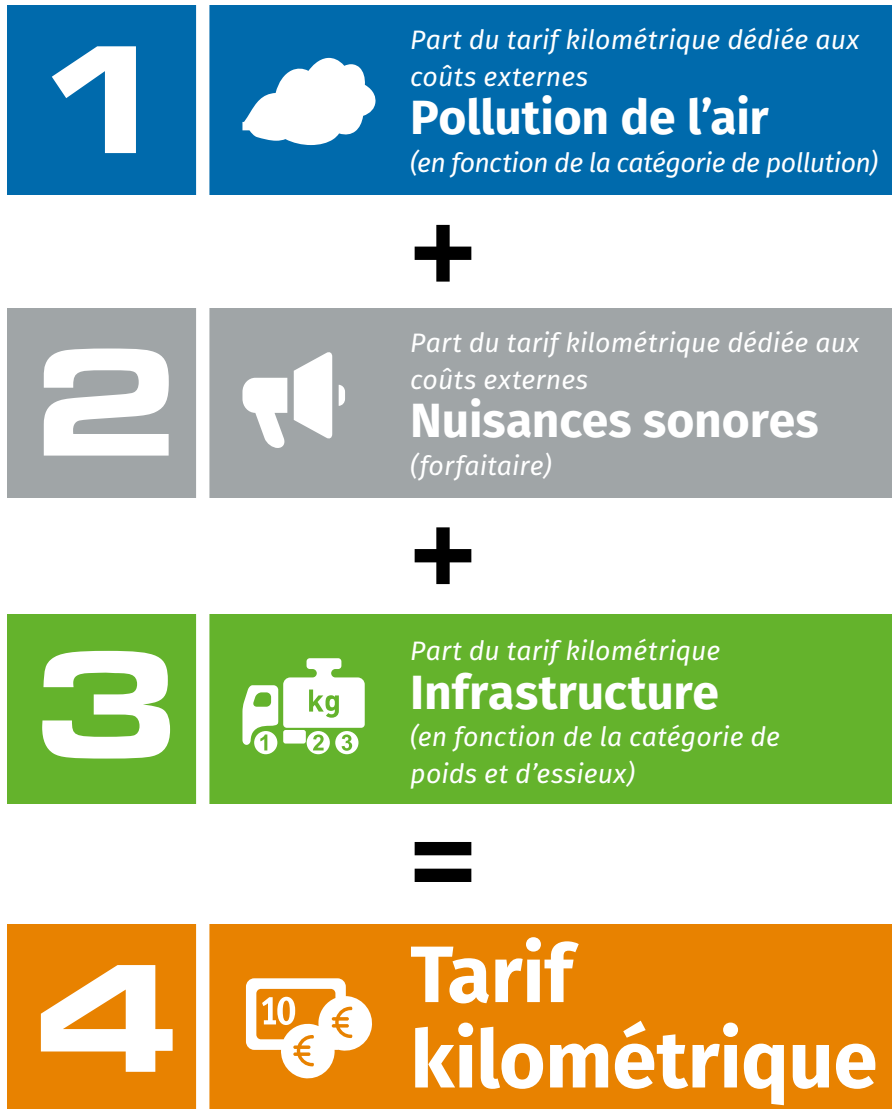 1
Part du tarif kilométrique dédiée aux
coûts externes
Pollution de l’air
(en fonction de la catégorie de pollution)
+
2
Part du tarif kilométrique dédiée aux
coûts externes
Nuisances sonores
(forfaitaire)
+
3
kg
1 2 3
Part du tarif kilométrique
Infrastructure
(en fonction de la catégorie de
poids et d'essieux)
=
4
10
€ €
Tarif
kilométrique